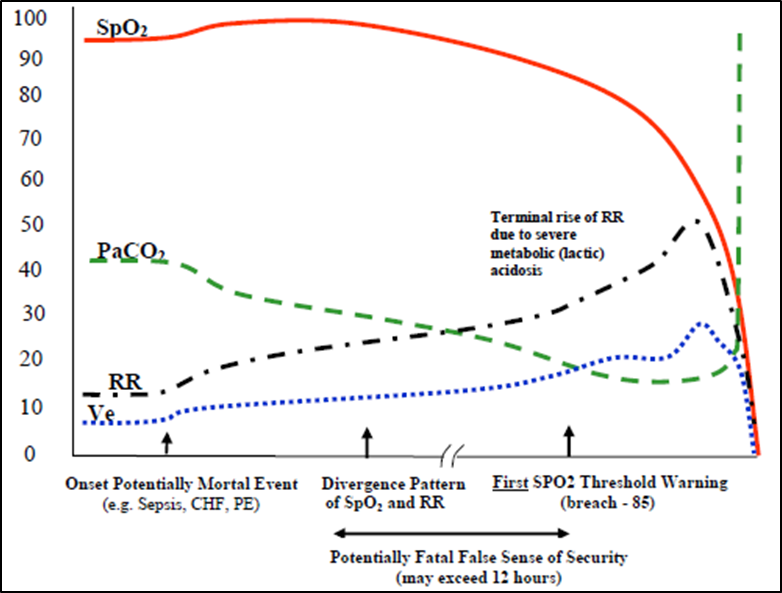 100
SpO₂
90
80
70
60
50
Terminal rise of RR
due to severe
metabolic (lactic)
acidosis
PaCO₂
40
30
20
RR
10
Ve
0
Onset Potentially Mortal Event
(e.g. Sepsis, CHF, PE)
Divergence Pattern
of SpO₂ and RR
First SPO2 Threshold Warning
(breach - 85)
Potentially Fatal False Sense of Security
(may exceed 12 hours)